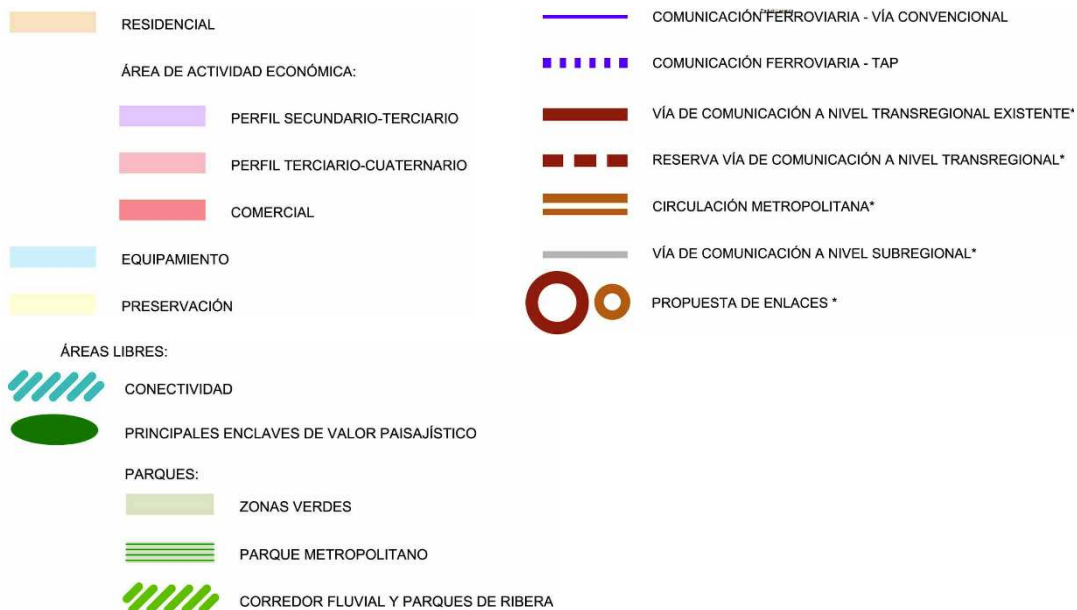 RESIDENCIAL
ÁREA DE ACTIVIDAD ECONÓMICA:
PERFIL SECUNDARIO-TERCIARIO
PERFIL TERCIARIO-CUATERNARIO
COMERCIAL
EQUIPAMIENTO
PRESERVACIÓN
ÁREAS LIBRES:
CONECTIVIDAD
PRINCIPALES ENCLAVES DE VALOR PAISAJÍSTICO
PARQUES:
ZONAS VERDES
PARQUE METROPOLITANO
CORREDOR FLUVIAL Y PARQUES DE RIBERA
COMUNICACIÓN FERROVIARIA - VÍA CONVENCIONAL
COMUNICACIÓN FERROVIARIA - TAP
VÍA DE COMUNICACIÓN A NIVEL TRANSREGIONAL EXISTENTE*
RESERVA VÍA DE COMUNICACIÓN A NIVEL TRANSREGIONAL*
CIRCULACIÓN METROPOLITANA*
VÍA DE COMUNICACIÓN A NIVEL SUBREGIONAL*
PROPUESTA DE ENLACES *